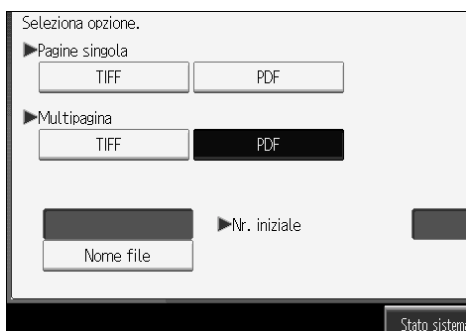 Seleziona opzione.
▶Pagine singola
TIFF PDF
▶Multipagina
TIFF PDF
▶Nr. iniziale
Nome file
Stato sistema